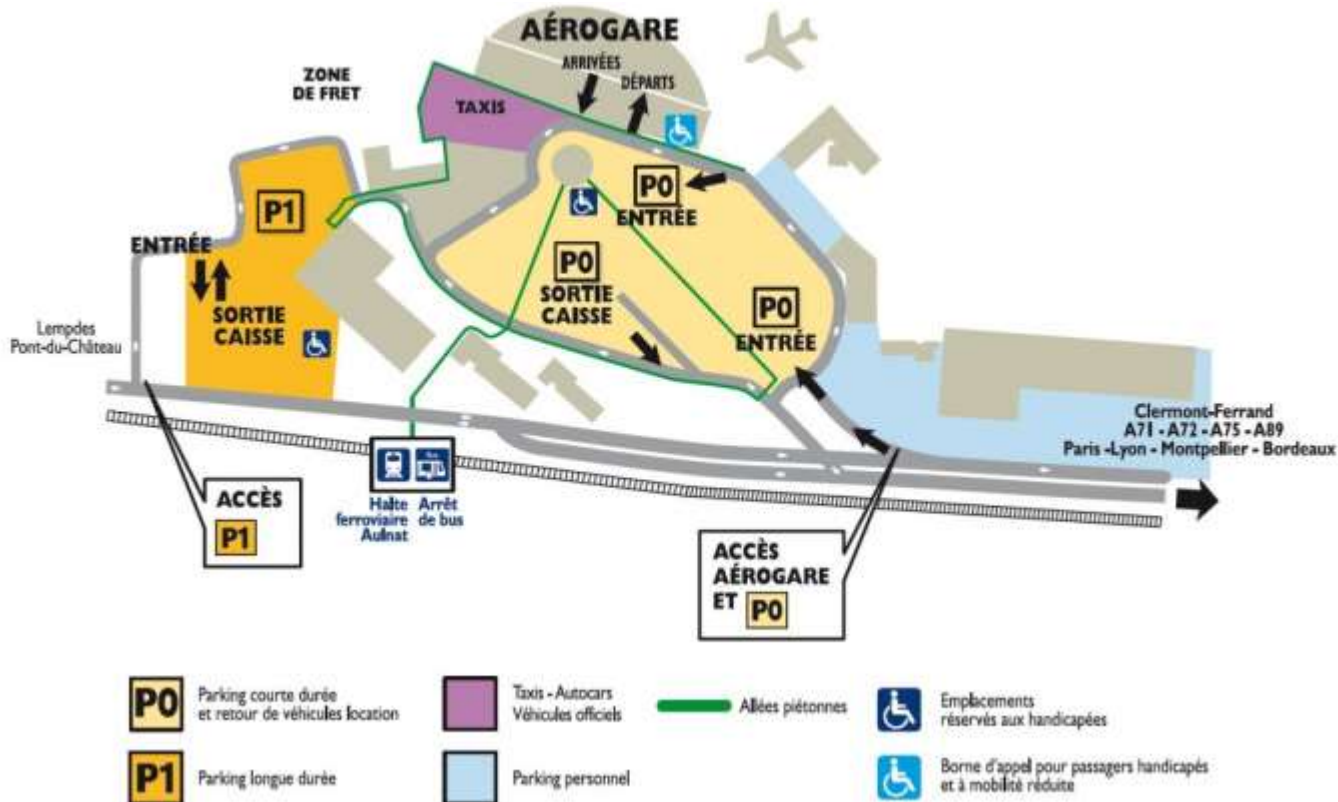 AÉROGARE
ARRIVÉES
DÉPARTS
ZONE
DE FRET
TAXIS
P1
P0
ENTRÉE
ENTRÉE
P0
SORTIE
CAISSE
SORTIE
CAISSE
P0
ENTRÉE
Lempdes
Pont-du-Château
Clermont-Ferrand
A71 - A72 - A75 - A89
Paris - Lyon - Montpellier - Bordeaux
ACCÈS
P1
Halte
ferroviaire
Aulnat
Arrêt
de bus
ACCÈS
AÉROGARE
ET P0
P0
Parking courte durée
et retour de véhicules location
Taxis - Autocars
Véhicules officiels
Allées piétonnes
Emplacements
réservés aux handicapées
P1
Parking longue durée
Parking personnel
Borne d'appel pour passagers handicapés
et à mobilité réduite